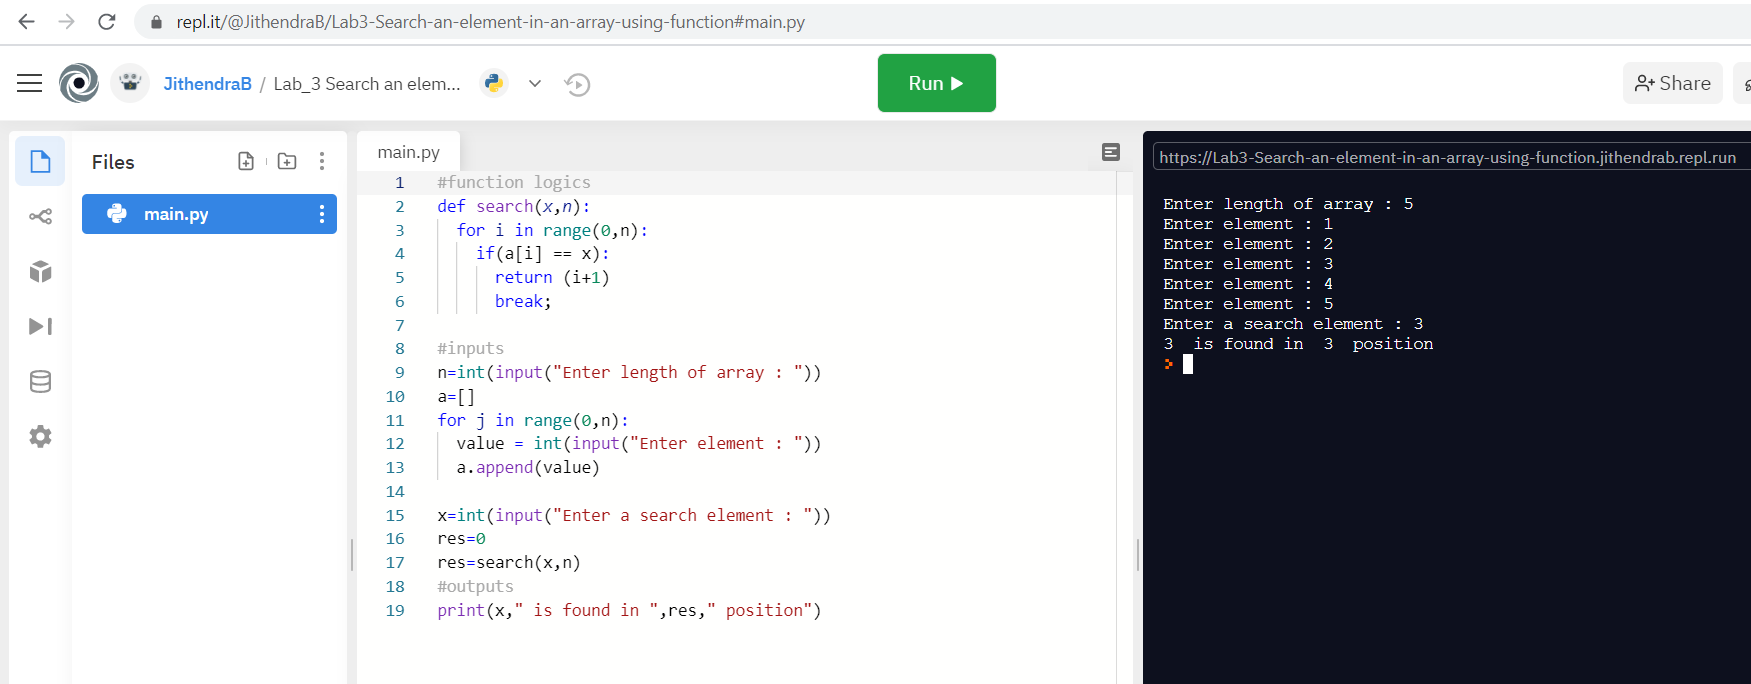 repl.it/@JithendraB/Lab3-Search-an-element-in-an-array-using-function#main.py
JithendraB / Lab_3 Search an elem...
Run
Share
Files
main.py
main.py
1 #function logics
2 def search(x,n):
3   for i in range(0,n):
4     if(a[i] == x):
5       return (i+1)
6       break;
7
8 #inputs
9 n=int(input("Enter length of array : "))
10 a=[]
11 for j in range(0,n):
12   value = int(input("Enter element : "))
13   a.append(value)
14
15 x=int(input("Enter a search element : "))
16 res=0
17 res=search(x,n)
18 #outputs
19 print(x," is found in ",res," position")
https://Lab3-Search-an-element-in-an-array-using-function.jithendrab.repl.run
Enter length of array : 5
Enter element : 1
Enter element : 2
Enter element : 3
Enter element : 4
Enter element : 5
Enter a search element : 3
3  is found in  3  position
>